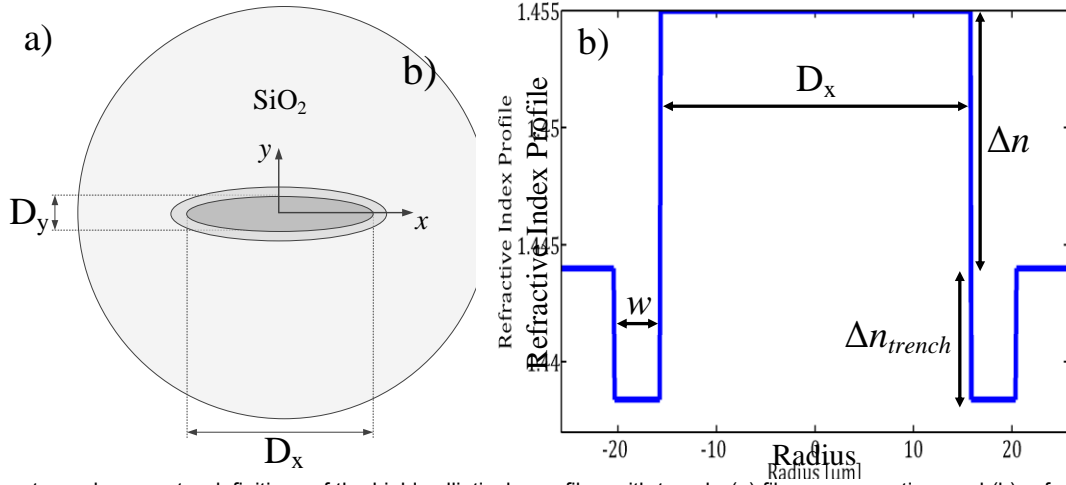 a)
b)
SiO2
y
x
Dy
Dx
b)
1.455
1.45
1.445
1.44
Refractive Index Profile
Refractive Index Profile
Dx
Δn
w
Δntrench
-20 -10 0 10 20
Radius
Radius [um]